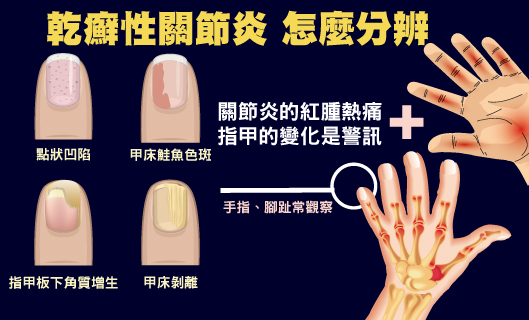 乾癬性關節炎 怎麼分辨
點狀凹陷
甲床鮭魚色斑
關節炎的紅腫熱痛
指甲的變化是警訊
手指、腳趾常觀察
指甲板下角質增生
甲床剝離